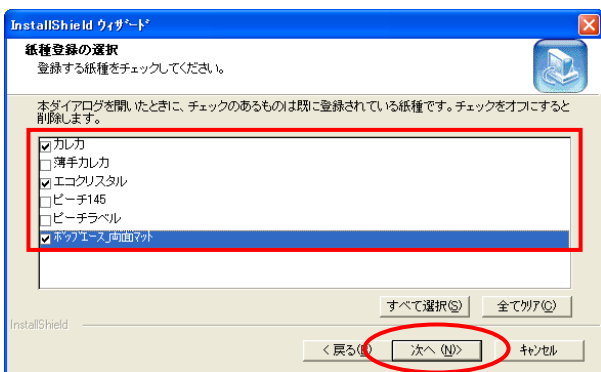 InstallShield ウィザード
紙種登録の選択
登録する紙種をチェックしてください。
本ダイアログを開いたときに、チェックのあるものは既に登録されている紙種です。チェックをオフにすると
削除します。
カレカ
薄手カレカ
エコクリスタル
ピーチ145
ピーチラベル
ポップエース」両面マット
すべて選択(S) 全てクリア(C)
InstallShield
< 戻る(B) 次へ (N)> キャンセル